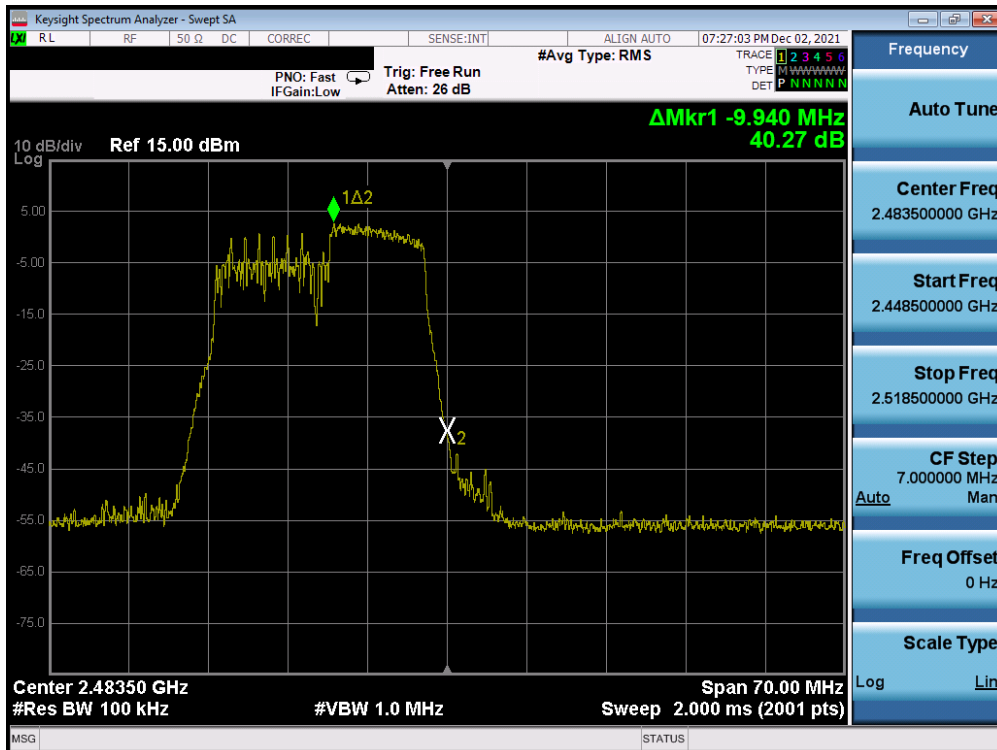 Keysight Spectrum Analyzer - Swept SA
LXI RL RF 50 Ω DC CORREC SENSE:INT ALIGN AUTO 07:27:03 PM Dec 02, 2021
PNO: Fast
IFGain:Low
Trig: Free Run
Atten: 26 dB
#Avg Type: RMS
TRACE 1 2 3 4 5 6
TYPE M WWWWW
DET P N N N N N
ΔMkr1 -9.940 MHz
40.27 dB
10 dB/div Ref 15.00 dBm
Log
1Δ2
5.00
-5.00
-15.0
-25.0
-35.0
2
-45.0
-55.0
-65.0
-75.0
Center 2.48350 GHz Span 70.00 MHz
#Res BW 100 kHz #VBW 1.0 MHz Sweep 2.000 ms (2001 pts)
MSG STATUS
Frequency
Auto Tune
Center Freq
2.483500000 GHz
Start Freq
2.448500000 GHz
Stop Freq
2.518500000 GHz
CF Step
7.000000 MHz
Auto Man
Freq Offset
0 Hz
Scale Type
Log Lin